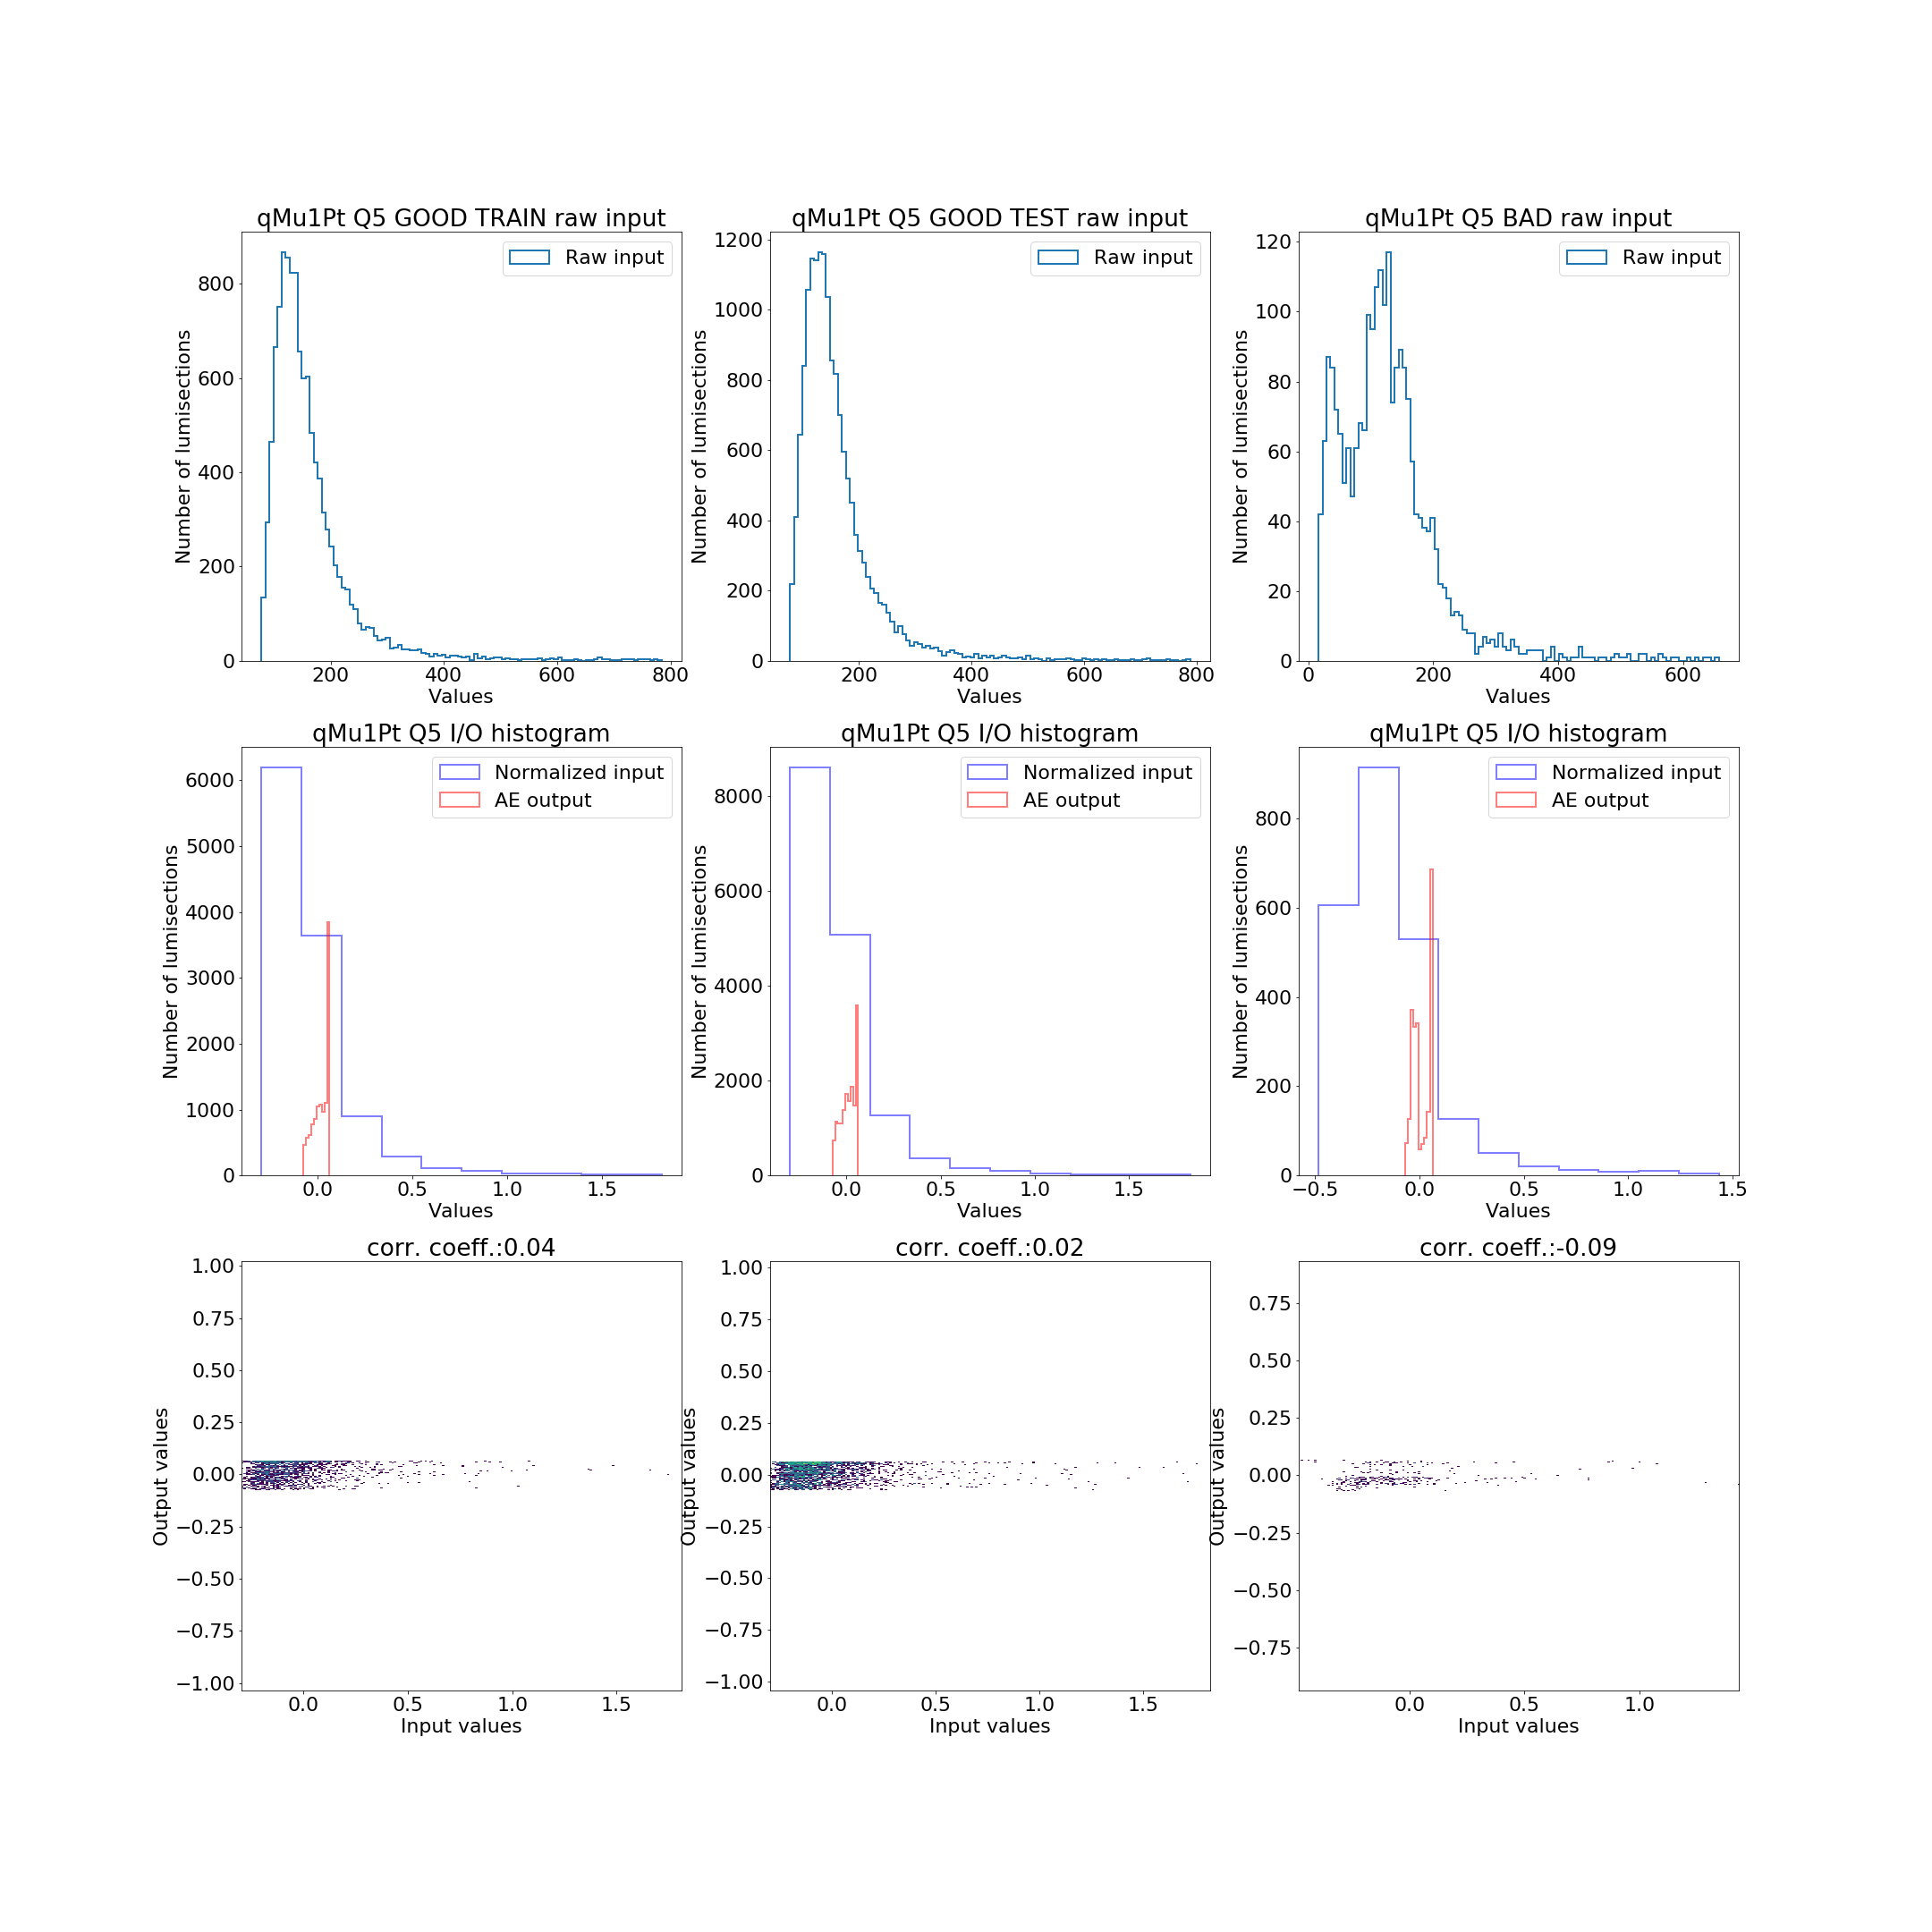 qMu1Pt Q5 GOOD TRAIN raw input
Raw input
Number of lumisections
800
600
400
200
0
200 400 600 800
Values
qMu1Pt Q5 GOOD TEST raw input
Raw input
Number of lumisections
1200
1000
800
600
400
200
0
200 400 600 800
Values
qMu1Pt Q5 BAD raw input
Raw input
Number of lumisections
120
100
80
60
40
20
0
0 200 400 600
Values
qMu1Pt Q5 I/O histogram
Normalized input
AE output
Number of lumisections
6000
5000
4000
3000
2000
1000
0
0.0 0.5 1.0 1.5
Values
qMu1Pt Q5 I/O histogram
Normalized input
AE output
Number of lumisections
8000
6000
4000
2000
0
0.0 0.5 1.0 1.5
Values
qMu1Pt Q5 I/O histogram
Normalized input
AE output
Number of lumisections
800
600
400
200
0
−0.5 0.0 0.5 1.0 1.5
Values
corr. coeff.:0.04
Output values
1.00
0.75
0.50
0.25
0.00
−0.25
−0.50
−0.75
−1.00
0.0 0.5 1.0 1.5
Input values
corr. coeff.:0.02
Output values
1.00
0.75
0.50
0.25
0.00
−0.25
−0.50
−0.75
−1.00
0.0 0.5 1.0 1.5
Input values
corr. coeff.:-0.09
Output values
0.75
0.50
0.25
0.00
−0.25
−0.50
−0.75
0.0 0.5 1.0
Input values